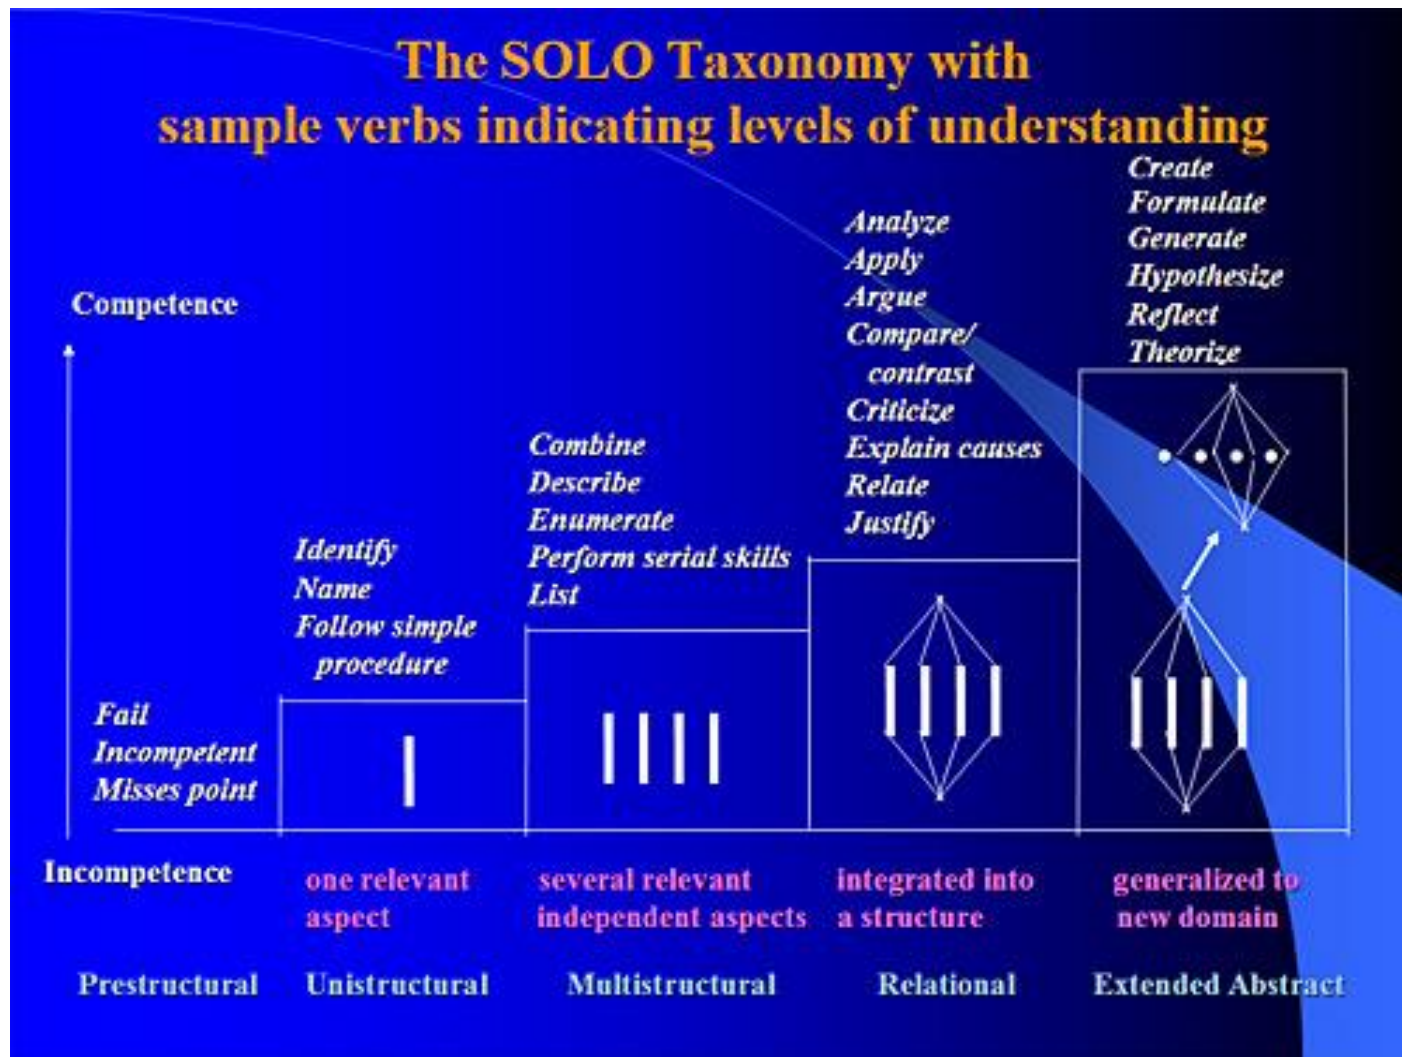 The SOLO Taxonomy with
sample verbs indicating levels of understanding
Competence
Fail
Incompetent
Misses point
Identify
Name
Follow simple
procedure
Combine
Describe
Enumerate
Perform serial skills
List
Analyze
Apply
Argue
Compare/
contrast
Criticize
Explain causes
Relate
Justify
Create
Formulate
Generate
Hypothesize
Reflect
Theorize
Incompetence
one relevant
aspect
several relevant
independent aspects
integrated into
a structure
generalized to
new domain
Prestructural
Unistructural
Multistructural
Relational
Extended Abstract